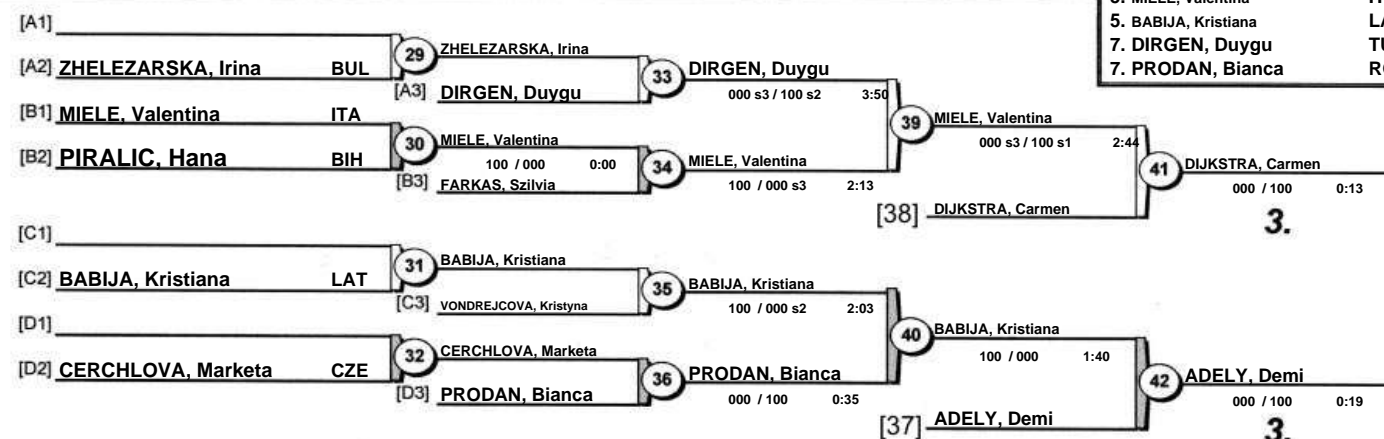 5. BABIJA, Kristiana LA
7. DIRGEN, Duygu TU
7. PRODAN, Bianca
[A1]
[A2] ZHELEZARSKA, Irina BUL
29
ZHELEZARSKA, Irina
[A3] DIRGEN, Duygu
33
DIRGEN, Duygu
000 s3 / 100 s2 3:50
[B1] MIELE, Valentina ITA
[B2] PIRALIC, Hana BIH
30
MIELE, Valentina
100 / 000 0:00
[B3] FARKAS, Szilvia
34
MIELE, Valentina
100 / 000 s3 2:13
39
MIELE, Valentina
000 s3 / 100 s1 2:44
[38] DIJKSTRA, Carmen
41
DIJKSTRA, Carmen
000 / 100 0:13
3.
[C1]
[C2] BABIJA, Kristiana LAT
31
BABIJA, Kristiana
[C3] VONDREJCOVA, Kristyna
35
BABIJA, Kristiana
100 / 000 s2 2:03
[D1]
[D2] CERCHLOVA, Marketa CZE
32
CERCHLOVA, Marketa
[D3] PRODAN, Bianca
36
PRODAN, Bianca
000 / 100 0:35
40
BABIJA, Kristiana
100 / 000 1:40
[37] ADELY, Demi
42
ADELY, Demi
000 / 100 0:19
3.